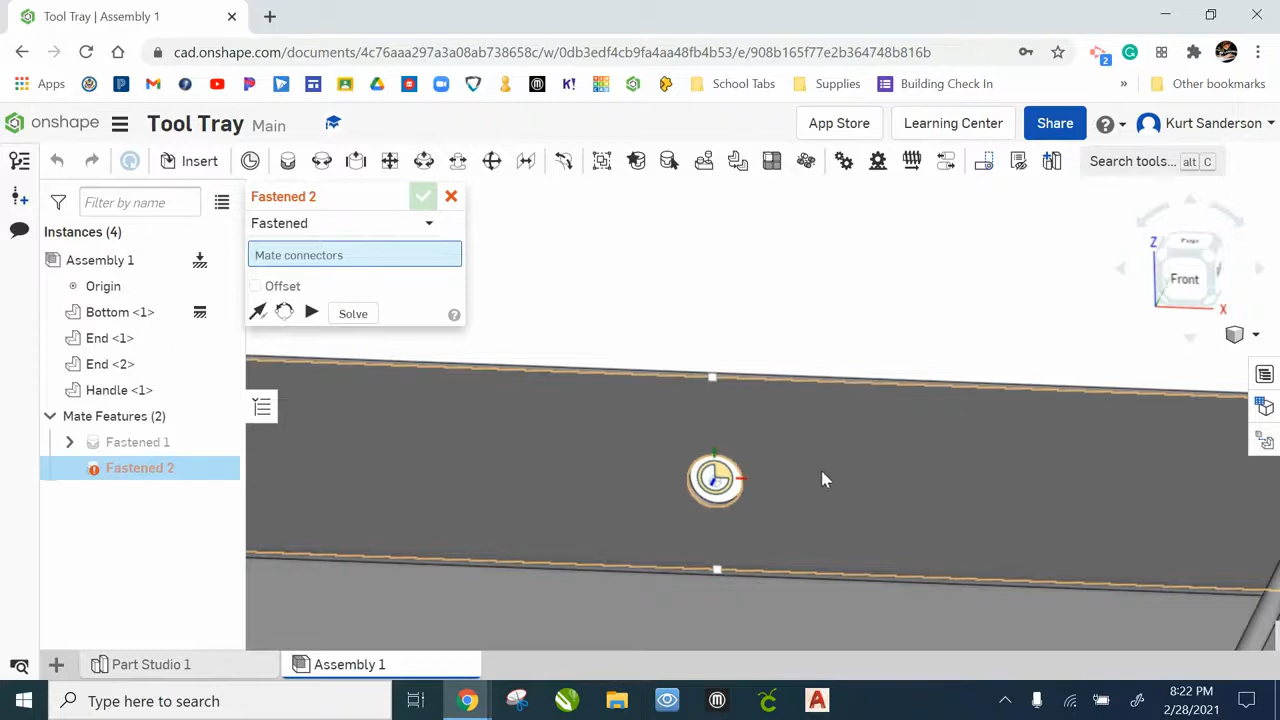 Tool Tray | Assembly 1
cad.onshape.com/documents/4c76aaa297a3a08ab738658c/w/0db3edf4cb9fa4aa48fb4b53/e/908b165f77e2b364748b816b
2
Apps
K!
School Tabs
Supplies
Building Check In
»
Other bookmarks
onshape
Tool Tray Main
App Store
Learning Center
Share
Kurt Sanderson
Insert
Search tools... alt C
Filter by name
Instances (4)
Assembly 1
Origin
Bottom <1>
End <1>
End <2>
Handle <1>
Mate Features (2)
Fastened 1
Fastened 2
Fastened 2
Fastened
Mate connectors
Offset
Solve
Z
Top
Front
X
Part Studio 1
Assembly 1
Type here to search
8:22 PM
2/28/2021